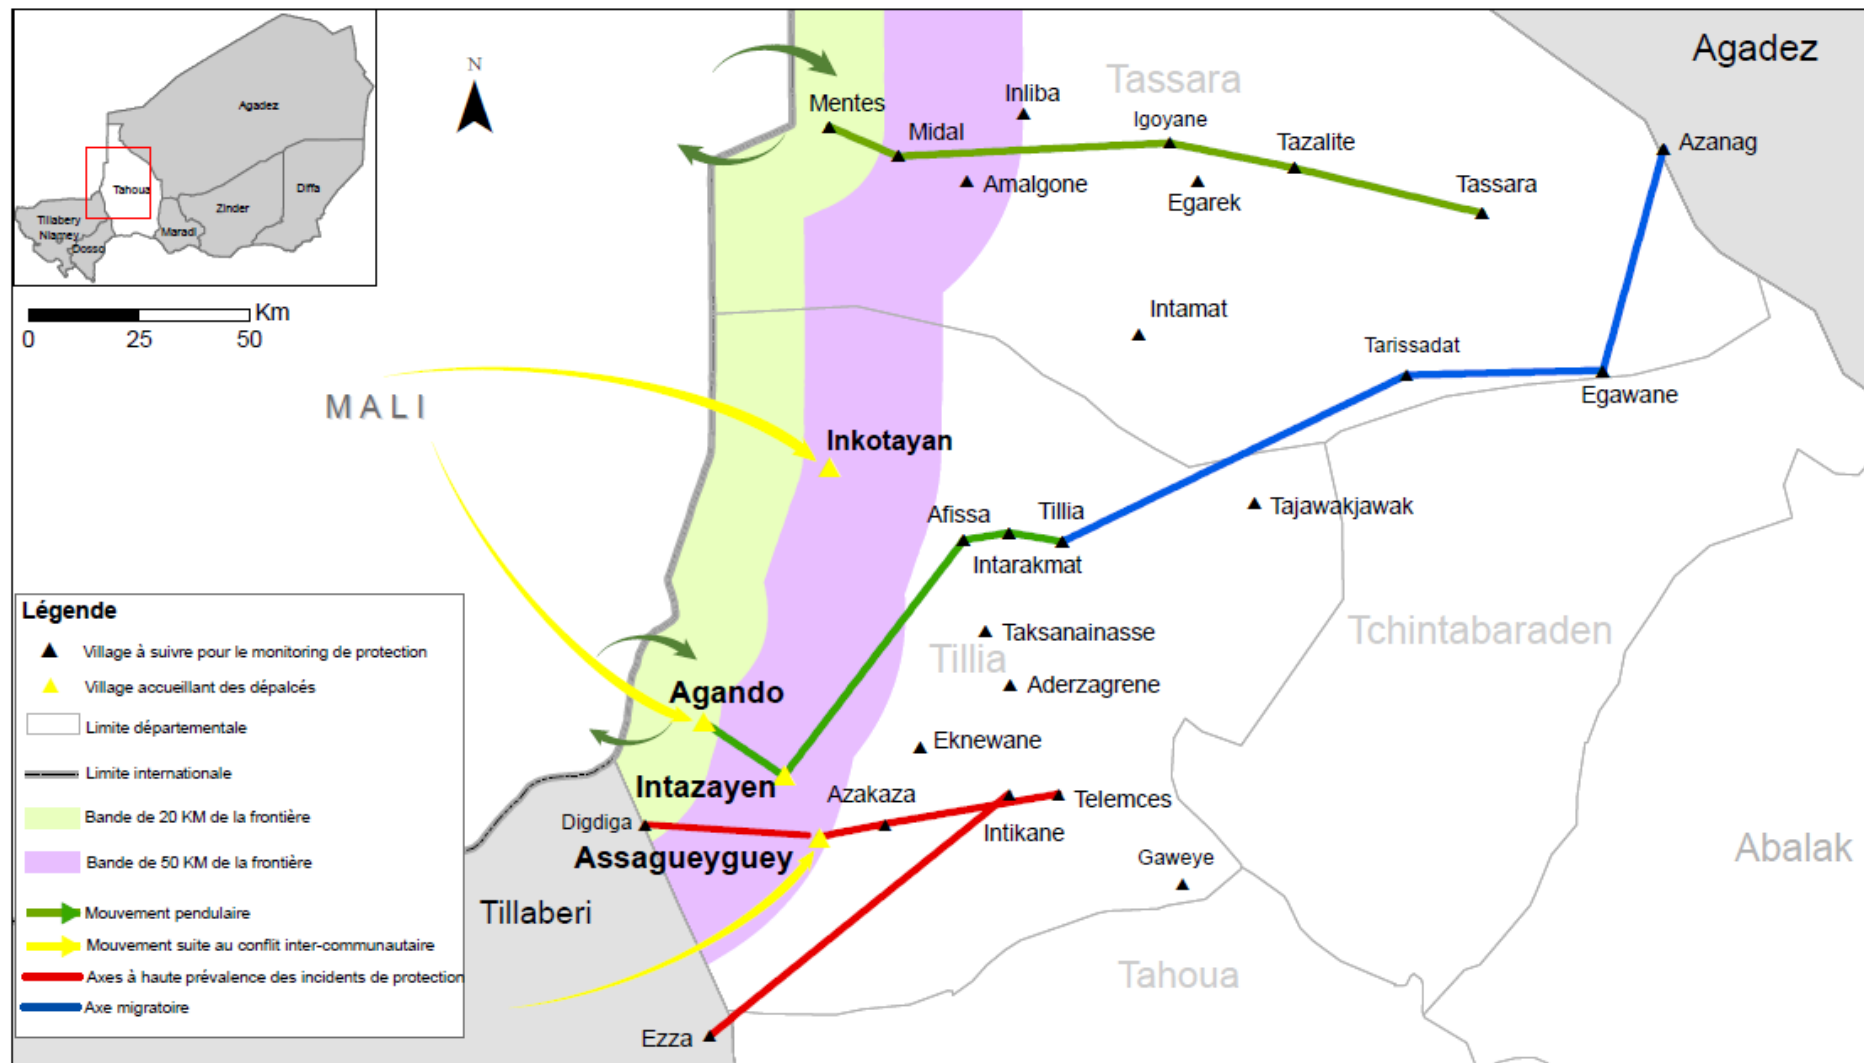 Agadez
Tahoua
Diffa
Zinder
Maradi
Tillabery
Niamey
Dosso
N
Km
0 25 50
MALI
Agadez
Tassara
Mentes
Midal
Inliba
Igoyane
Tazalite
Azanag
Amalgone
Egarek
Tassara
Intamat
Tarissadat
Egawane
Inkotayan
Afissa
Tillia
Intarakmat
Tajawakjawak
Taksanainasse
Tillia
Tchintabaraden
Aderzagrene
Agando
Eknewane
Intazayen
Azakaza
Telemces
Digdiga
Intikane
Assagueyguey
Gaweye
Abalak
Tillaberi
Tahoua
Ezza
Légende
Village à suivre pour le monitoring de protection
Village accueillant des dépalcés
Limite départementale
Limite internationale
Bande de 20 KM de la frontière
Bande de 50 KM de la frontière
Mouvement pendulaire
Mouvement suite au conflit inter-communautaire
Axes à haute prévalence des incidents de protection
Axe migratoire